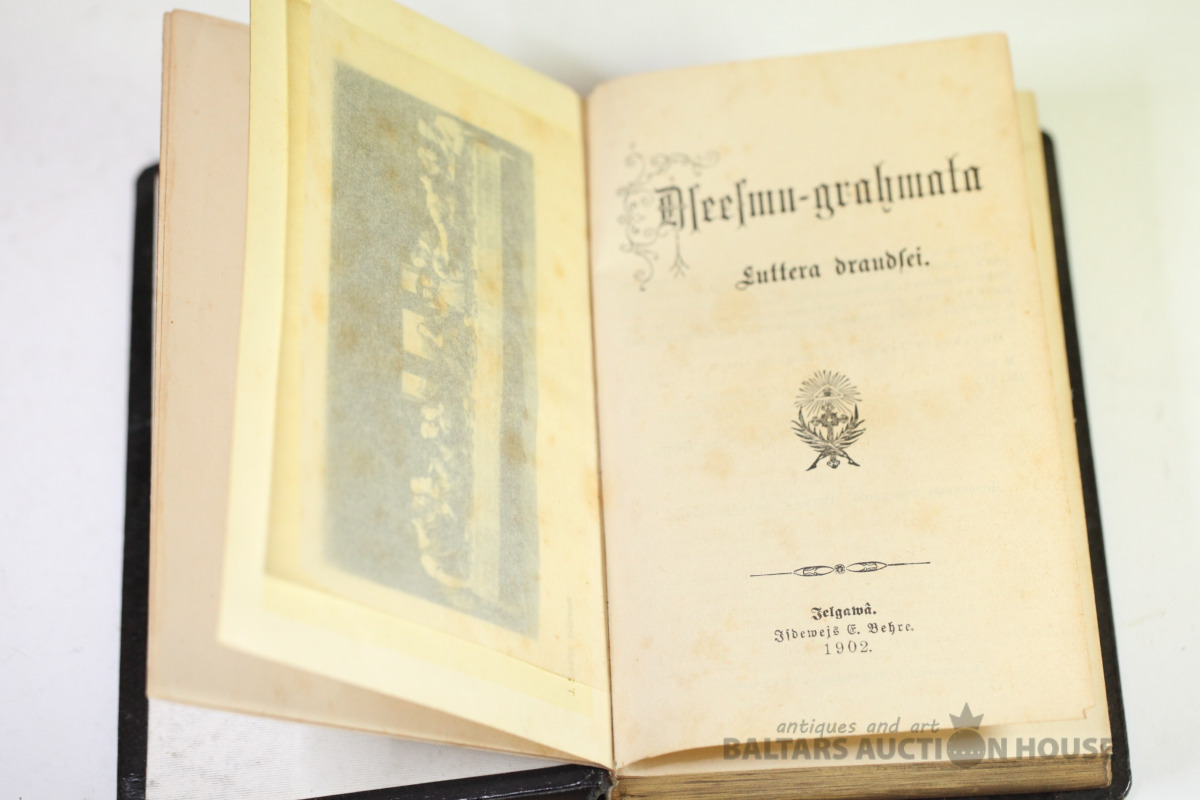 Dſeeſmu-grahmata
Luttera draudſei.
Jelgawâ.
Iſdewejs E. Behre.
1902.
antiques and art
BALTARS AUCTION HOUSE